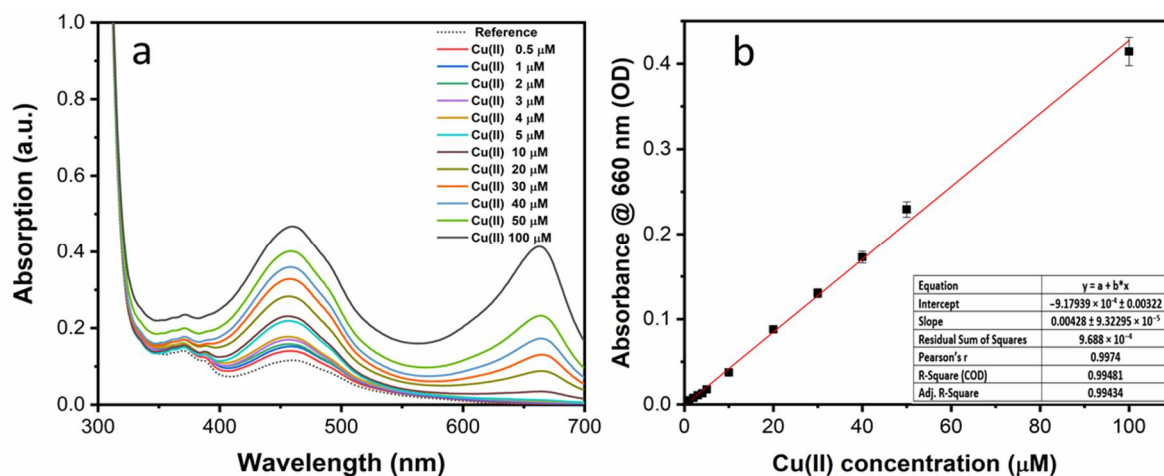 a
Reference
Cu(II) 0.5 μM
Cu(II) 1 μM
Cu(II) 2 μM
Cu(II) 3 μM
Cu(II) 4 μM
Cu(II) 5 μM
Cu(II) 10 μM
Cu(II) 20 μM
Cu(II) 30 μM
Cu(II) 40 μM
Cu(II) 50 μM
Cu(II) 100 μM
1.0
0.8
0.6
0.4
0.2
0.0
Absorption (a.u.)
300 400 500 600 700
Wavelength (nm)
b
0.4
0.3
0.2
0.1
0.0
Absorbance @ 660 nm (OD)
Equation y = a + b*x
Intercept −9.17939 × 10⁻⁴ ± 0.00322
Slope 0.00428 ± 9.32295 × 10⁻⁵
Residual Sum of Squares 9.688 × 10⁻⁴
Pearson's r 0.9974
R-Square (COD) 0.99481
Adj. R-Square 0.99434
0 20 40 60 80 100
Cu(II) concentration (μM)